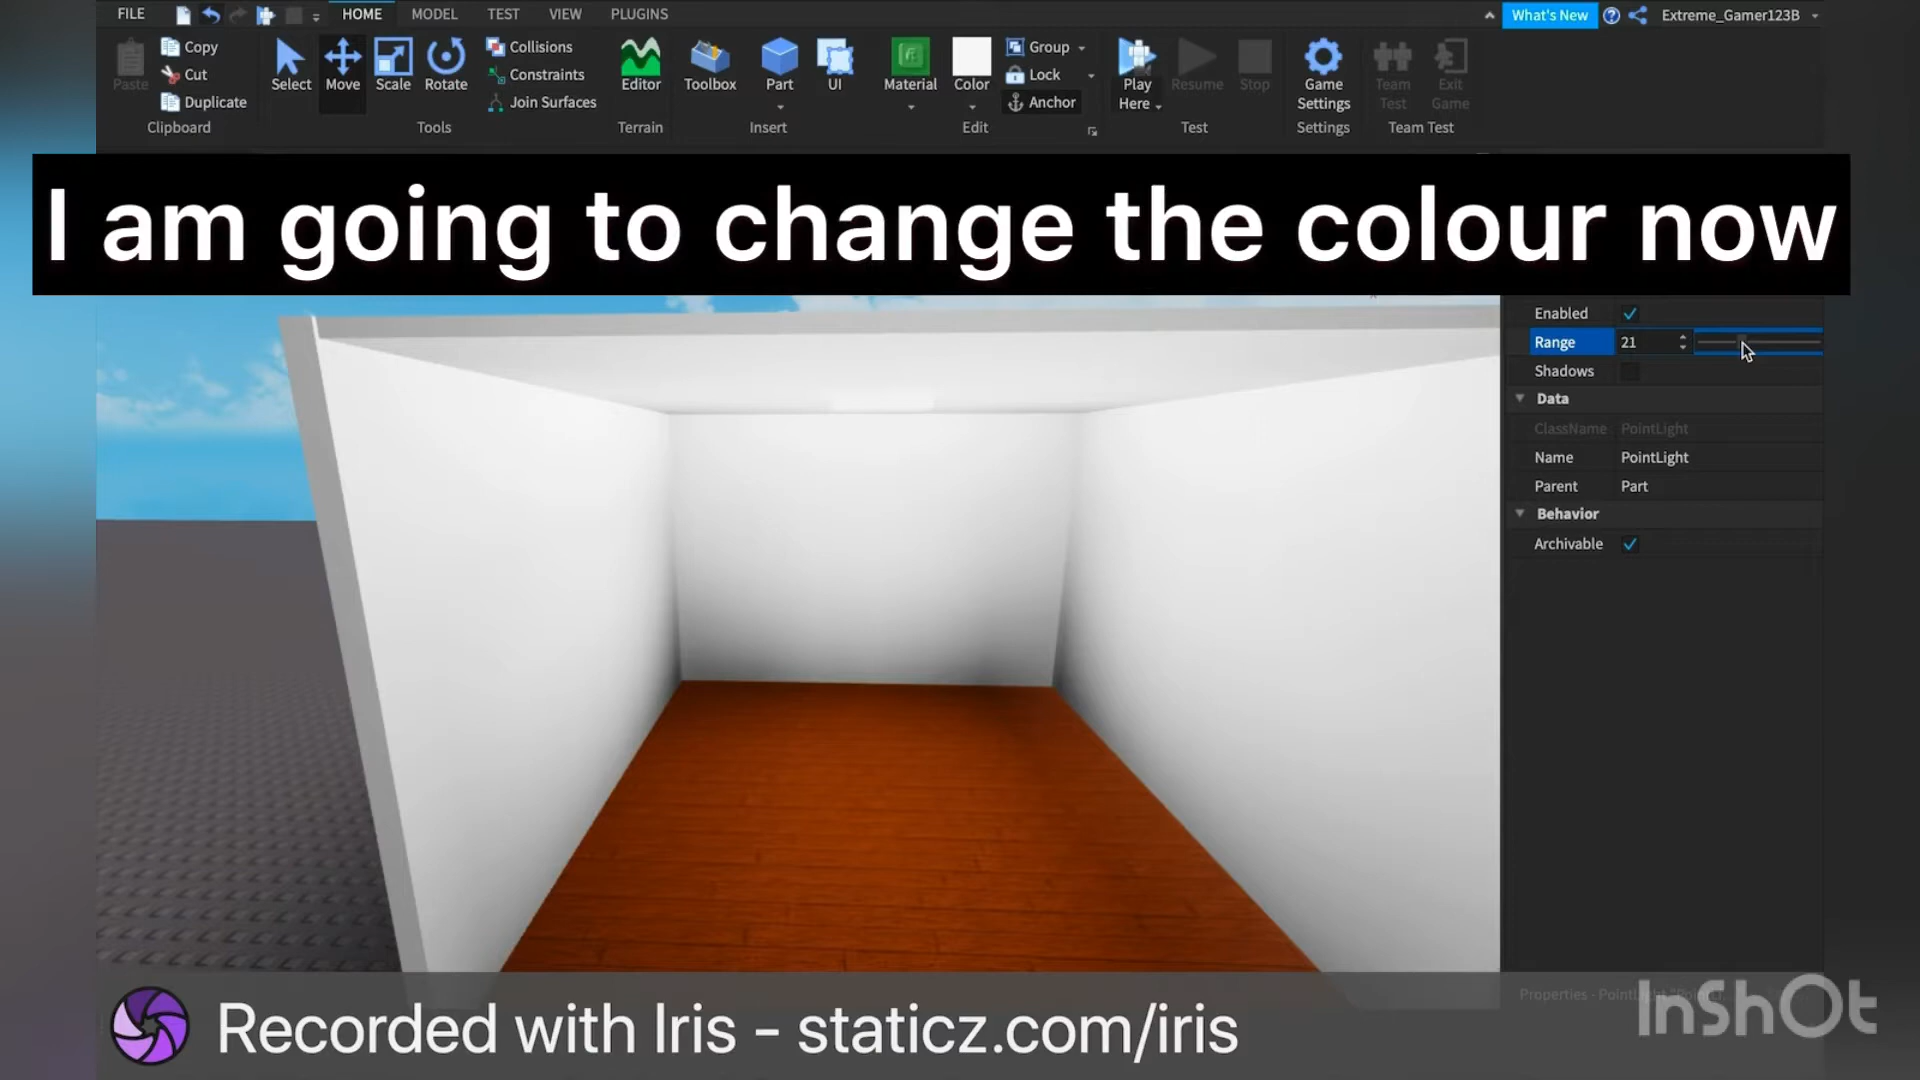 FILE HOME MODEL TEST VIEW PLUGINS What's New Extreme_Gamer123B
Paste Copy Cut Duplicate Clipboard
Select Move Scale Rotate Collisions Constraints Join Surfaces Tools
Editor Terrain
Toolbox Part UI Insert
Material Color Group Lock Anchor Edit
Play Here Resume Stop Test
Game Settings Settings
Team Test Exit Game Team Test
I am going to change the colour now
Enabled
Range 21
Shadows
Data
ClassName PointLight
Name PointLight
Parent Part
Behavior
Archivable
Recorded with Iris - staticz.com/iris
InShOt